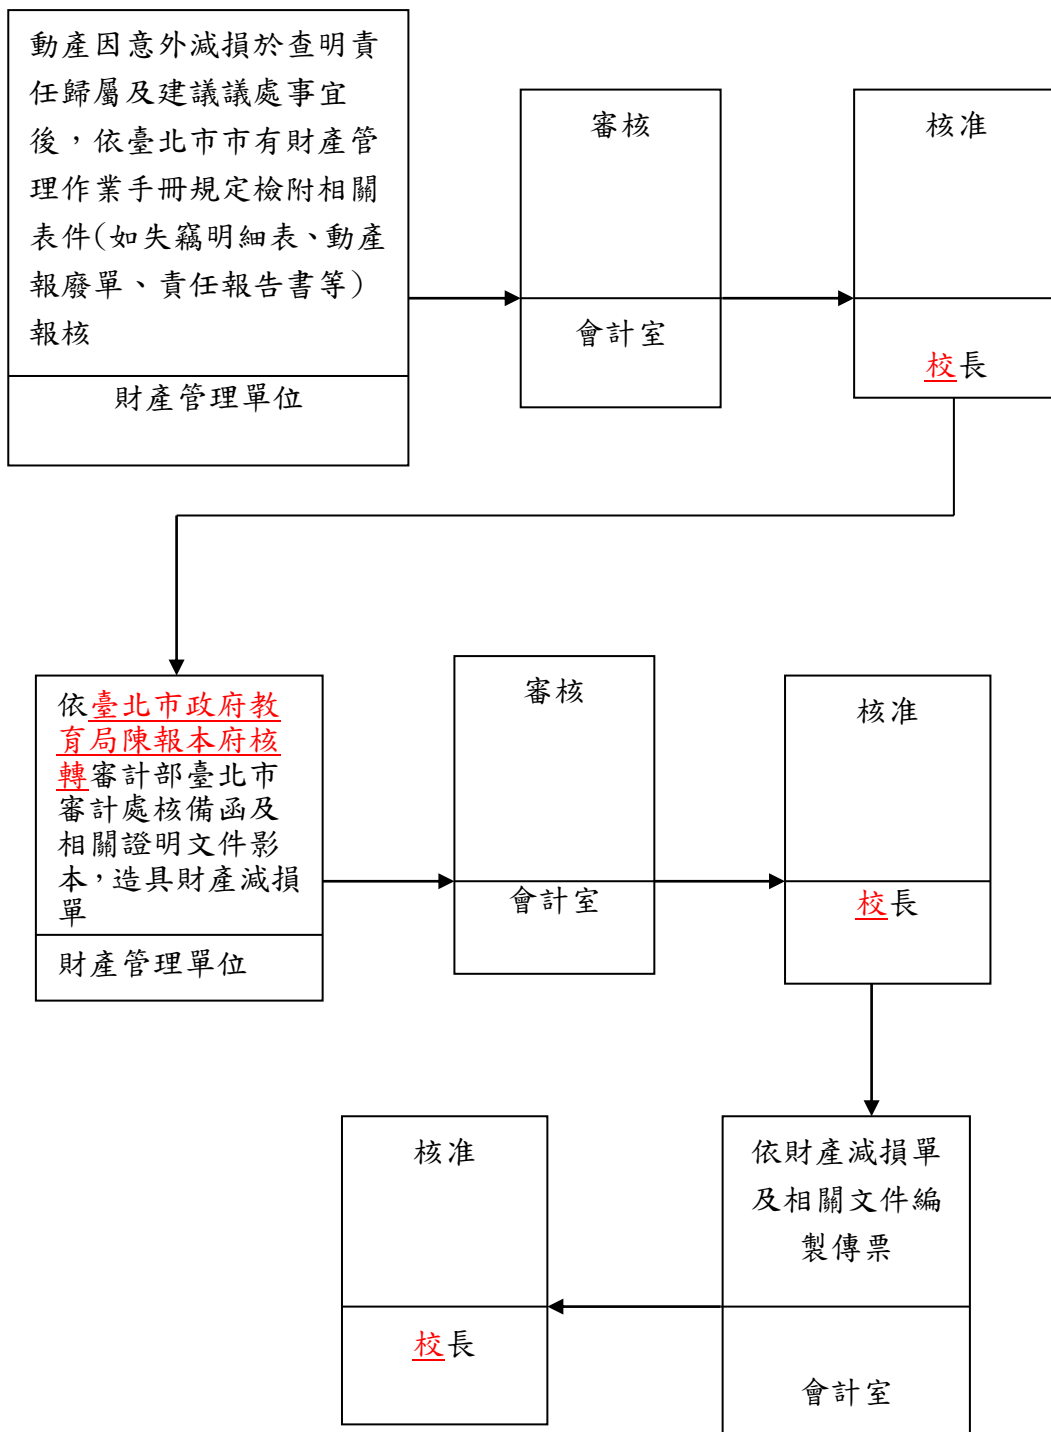 動產因意外減損於查明責
任歸屬及建議議處事宜
後，依臺北市市有財產管
理作業手冊規定檢附相關
表件(如失竊明細表、動產
報廢單、責任報告書等)
報核
財產管理單位
審核
會計室
核准
校長
依臺北市政府教
育局陳報本府核
轉審計部臺北市
審計處核備函及
相關證明文件影
本，造具財產減損
單
財產管理單位
審核
會計室
核准
校長
依財產減損單
及相關文件編
製傳票
會計室
核准
校長